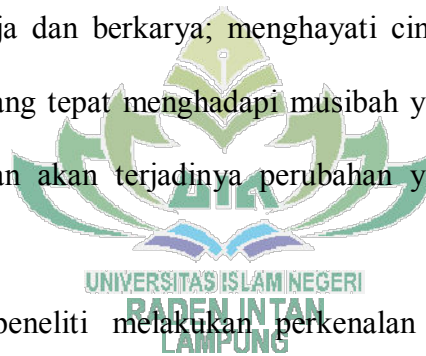 ja dan berkarya; menghayati cin
ang tepat menghadapi musibah y
an akan terjadinya perubahan y
UNIVERSITAS ISLAM NEGERI
RADEN INTAN
LAMPUNG
peneliti melakukan perkenalan